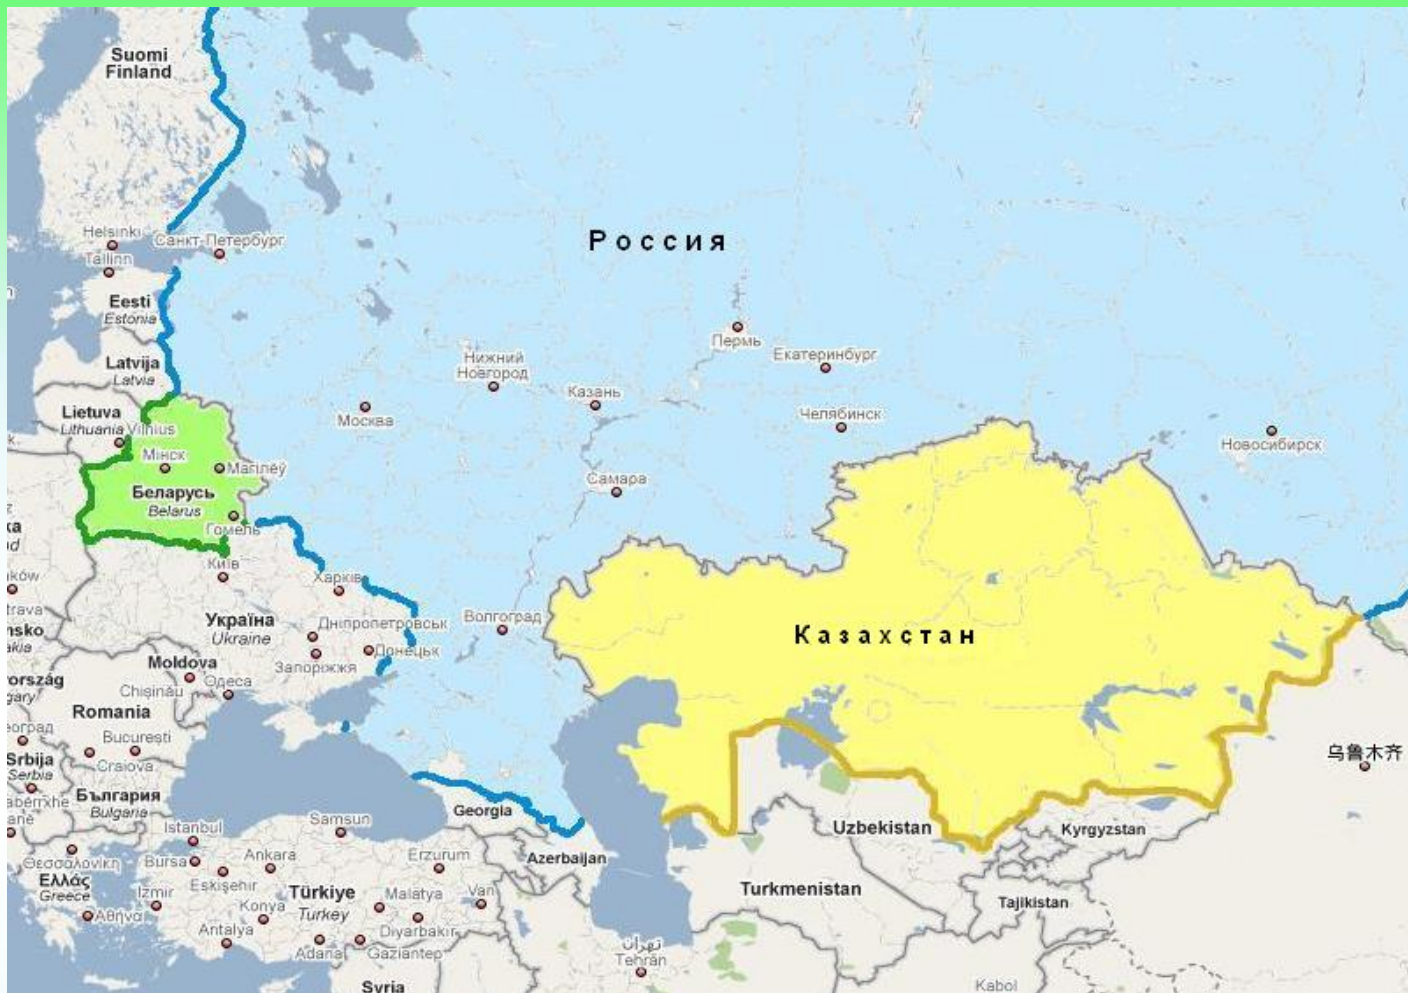 Suomi
Finland
Helsinki
Санкт-Петербург
Tallinn
Россия
Eesti
Estonia
Пермь
Latvija
Latvia
Нижний
Новгород
Екатеринбург
Казань
Москва
Челябинск
Lietuva
Lithuania
Vilnius
Новосибирск
Мінск
Магілёў
Самара
Беларусь
Belarus
Гомель
Київ
Харків
Україна
Ukraine
Дніпропетровськ
Волгоград
Казахстан
Донецьк
Запоріжжя
Moldova
Chișinău
Одеса
Romania
București
Craiova
Srbija
Serbia
България
Bulgaria
乌鲁木齐
Georgia
Istanbul
Samsun
Uzbekistan
Kyrgyzstan
Azerbaijan
Θεσσαλονίκη
Bursa
Ankara
Erzurum
Eskişehir
Ελλάς
Greece
Izmir
Türkiye
Turkey
Malatya
Van
Turkmenistan
Tajikistan
Αθήνα
Konya
Diyarbakır
Antalya
Adana
Gaziantep
تهران
Tehran
Syria
Kabol